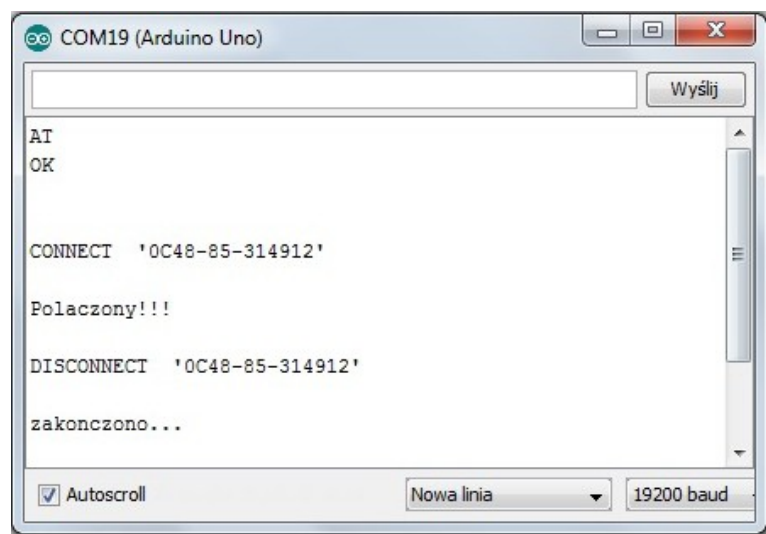 COM19 (Arduino Uno)
Wyślij
AT
OK
CONNECT '0C48-85-314912'
Polaczony!!!
DISCONNECT '0C48-85-314912'
zakonczono...
Autoscroll
Nowa linia
19200 baud